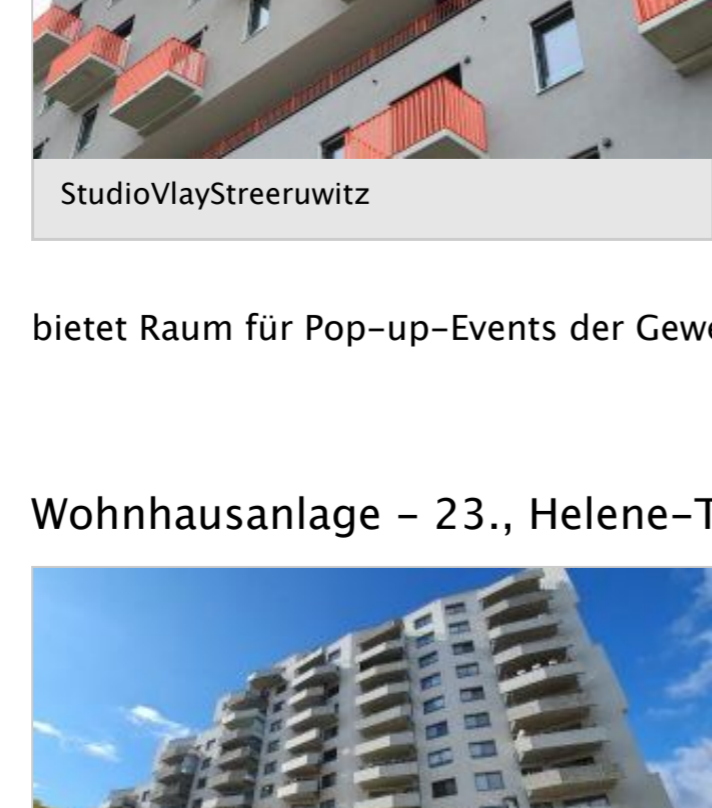 StudioVlayStreeruwitz
bietet Raum für Pop-up-Events der
Wohnhausanlage - 23.,